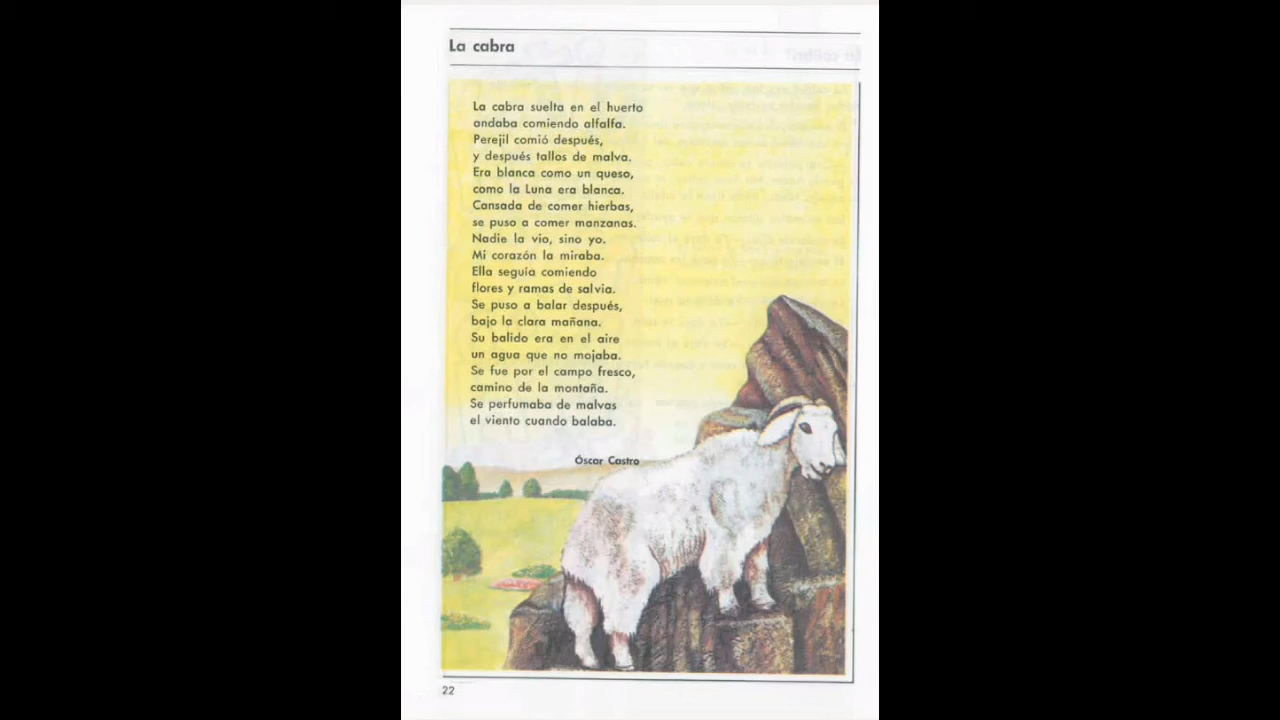 La cabra
La cabra suelta en el huerto
andaba comiendo alfalfa.
Perejil comió después,
y después tallos de malva.
Era blanca como un queso,
como la Luna era blanca.
Cansada de comer hierbas,
se puso a comer manzanas.
Nadie la vio, sino yo.
Mi corazón la miraba.
Ella seguía comiendo
flores y ramas de salvia.
Se puso a balar después,
bajo la clara mañana.
Su balido era en el aire
un agua que no mojaba.
Se fue por el campo fresco,
camino de la montaña.
Se perfumaba de malvas
el viento cuando balaba.
Óscar Castro
22